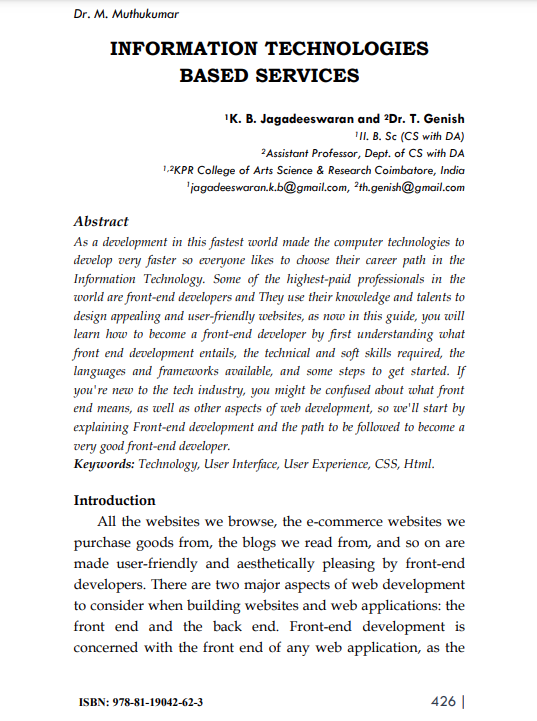 Dr. M. Muthukumar
INFORMATION TECHNOLOGIES
BASED SERVICES
¹K. B. Jagadeeswaran and ²Dr. T. Genish
¹II. B. Sc (CS with DA)
²Assistant Professor, Dept. of CS with DA
¹,²KPR College of Arts Science & Research Coimbatore, India
¹jagadeeswaran.k.b@gmail.com, ²th.genish@gmail.com
Abstract
As a development in this fastest world made the computer technologies to
develop very faster so everyone likes to choose their career path in the
Information Technology. Some of the highest-paid professionals in the
world are front-end developers and They use their knowledge and talents to
design appealing and user-friendly websites, as now in this guide, you will
learn how to become a front-end developer by first understanding what
front end development entails, the technical and soft skills required, the
languages and frameworks available, and some steps to get started. If
you're new to the tech industry, you might be confused about what front
end means, as well as other aspects of web development, so we'll start by
explaining Front-end development and the path to be followed to become a
very good front-end developer.
Keywords: Technology, User Interface, User Experience, CSS, Html.
Introduction
All the websites we browse, the e-commerce websites we
purchase goods from, the blogs we read from, and so on are
made user-friendly and aesthetically pleasing by front-end
developers. There are two major aspects of web development
to consider when building websites and web applications: the
front end and the back end. Front-end development is
concerned with the front end of any web application, as the
ISBN: 978-81-19042-62-3
426 |